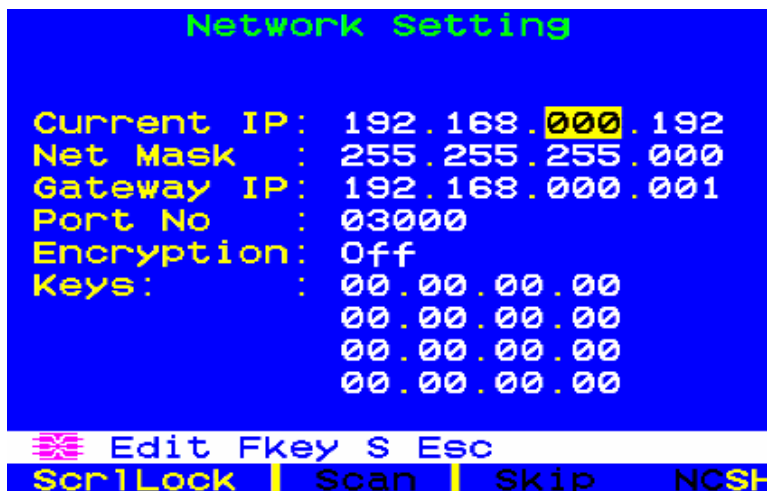 Network Setting
Current IP: 192.168.000.192
Net Mask : 255.255.255.000
Gateway IP: 192.168.000.001
Port No : 03000
Encryption: Off
Keys: : 00.00.00.00
00.00.00.00
00.00.00.00
00.00.00.00
Edit Fkey S Esc
ScrlLock Scan Skip NCSH